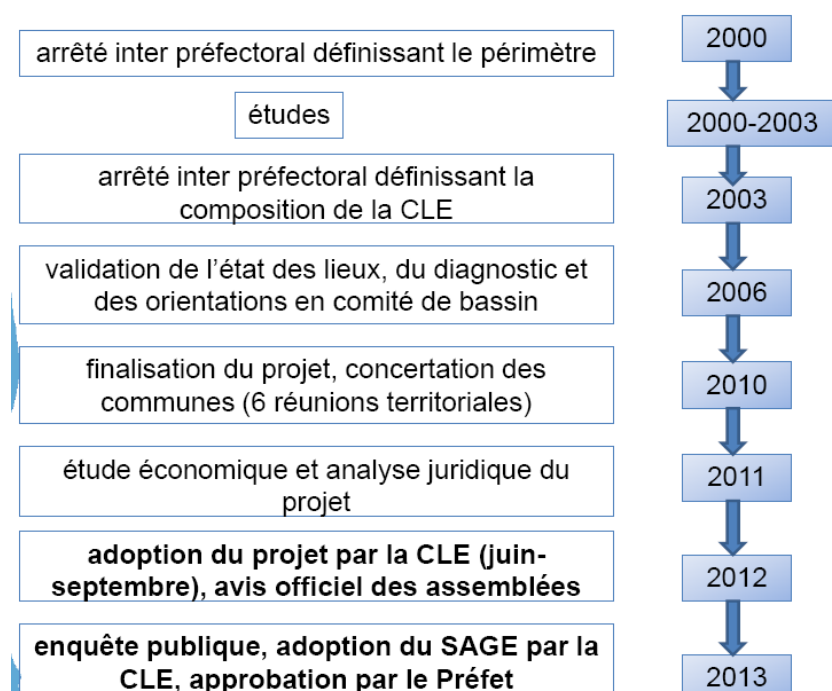 arrêté inter préfectoral définissant le périmètre
2000
études
2000-2003
arrêté inter préfectoral définissant la
composition de la CLE
2003
validation de l'état des lieux, du diagnostic et
des orientations en comité de bassin
2006
finalisation du projet, concertation des
communes (6 réunions territoriales)
2010
étude économique et analyse juridique du
projet
2011
adoption du projet par la CLE (juin-
septembre), avis officiel des assemblées
2012
enquête publique, adoption du SAGE par la
CLE, approbation par le Préfet
2013